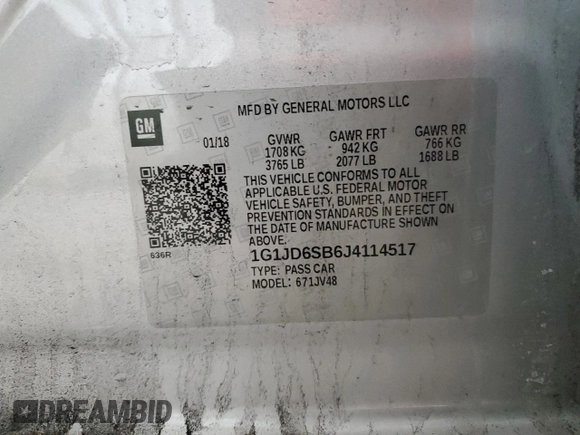 MFD BY GENERAL MOTORS LLC
GM
01/18 GVWR GAWR FRT GAWR RR
1708 KG 942 KG 766 KG
3765 LB 2077 LB 1688 LB
THIS VEHICLE CONFORMS TO ALL
APPLICABLE U.S. FEDERAL MOTOR
VEHICLE SAFETY, BUMPER, AND THEFT
PREVENTION STANDARDS IN EFFECT ON
THE DATE OF MANUFACTURE SHOWN
ABOVE.
636R
1G1JD6SB6J4114517
TYPE: PASS CAR
MODEL: 671JV48
DREAMBID